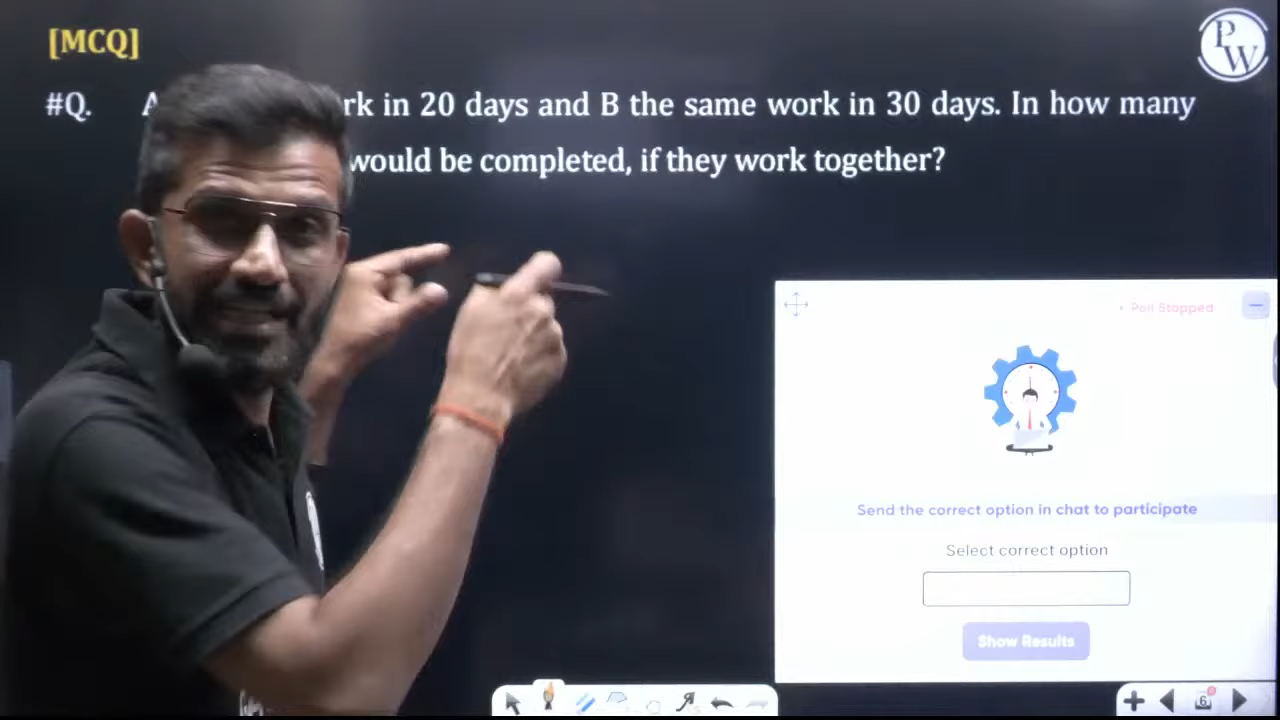 [MCQ]
P
W
#Q. A rk in 20 days and B the same work in 30 days. In how many
would be completed, if they work together?
• Poll Stopped
Send the correct option in chat to participate
Select correct option
Show Results
6